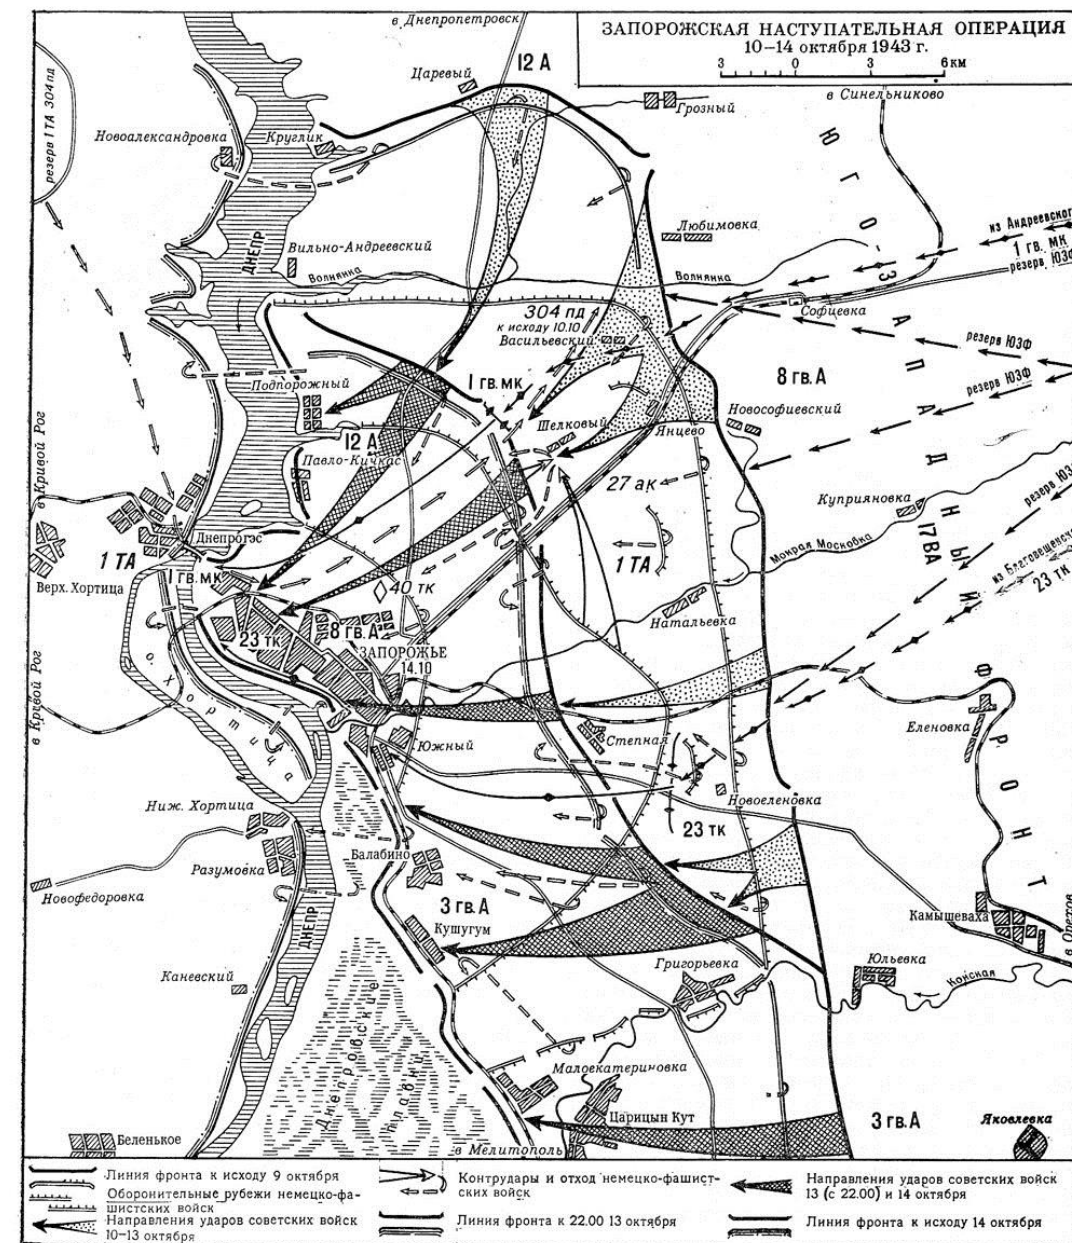 ЗАПОРОЖСКАЯ НАСТУПАТЕЛЬНАЯ ОПЕРАЦИЯ
10–14 октября 1943 г.
3 0 3 6 км
в Днепропетровск
12 А
Царевый
Грозный
в Синельниково
резерв 1 ТА 304 пд
Новоалександровка
Круглик
Любимовка
из Андреевского
1 гв. мк
резерв ЮЗФ
ДНЕПР
Вильно-Андреевский
Волнянка
Волнянка
Софиевка
304 пд
к исходу 10.10
Васильевский
резерв ЮЗФ
8 гв. А
резерв ЮЗФ
Подпорожный
1 гв. мк
Новософиевский
Шелковый
Янцево
12 А
Павло-Кичкас
в Кривой Рог
27 ак
Куприяновка
резерв ЮЗФ
Днепрогэс
Мокрая Московка
17 ВА
1 ТА
1 ТА
Верх. Хортица
1 гв. мк
40 тк
из Благовещенского
23 тк
Натальевка
23 тк
8 гв. А
ЗАПОРОЖЬЕ
14.10
о. Хортица
в Кривой Рог
Южный
Степная
Еленовка
ЮГО-ЗАПАДНЫЙ ФРОНТ
Ниж. Хортица
Новоеленовка
23 тк
Разумовка
Балабино
Новофедоровка
3 гв. А
Камышеваха
в Орехов
ДНЕПР
Кушугум
Григорьевка
Юльевка
Каневский
Конская
Днепровские плавни
Малоекатериновка
Царицын Кут
3 гв. А
Яковлевка
Беленькое
в Мелитополь
Линия фронта к исходу 9 октября
Оборонительные рубежи немецко-фа-
шистских войск
Направления ударов советских войск
10-13 октября
Контрудары и отход немецко-фашист-
ских войск
Линия фронта к 22.00 13 октября
Направления ударов советских войск
13 (с 22.00) и 14 октября
Линия фронта к исходу 14 октября